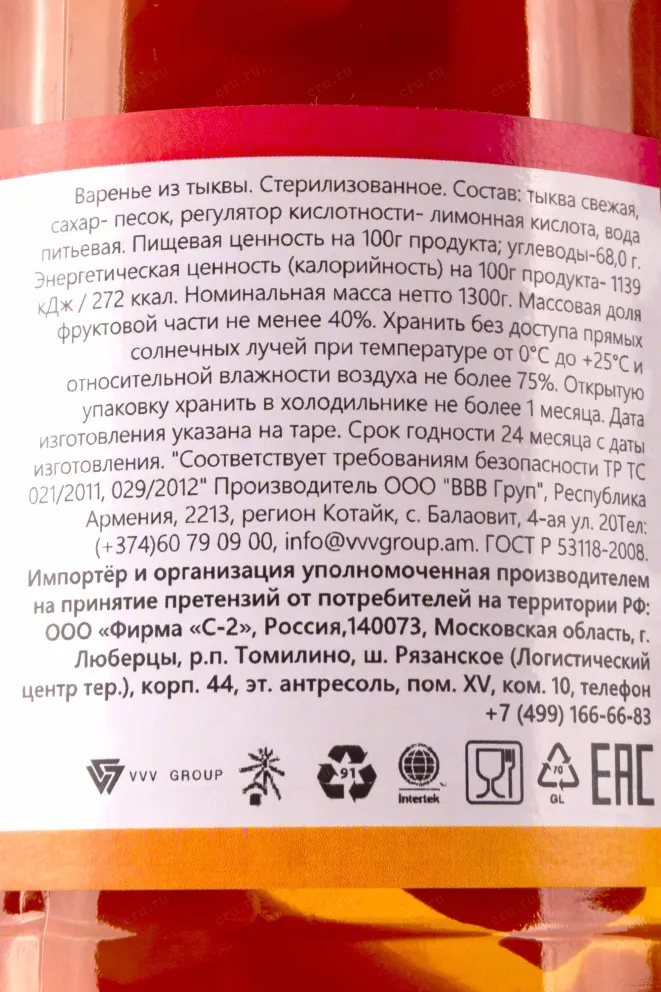 Варенье из тыквы. Стерилизованное. Состав: тыква свежая,
сахар- песок, регулятор кислотности- лимонная кислота, вода
питьевая. Пищевая ценность на 100г продукта; углеводы-68,0 г.
Энергетическая ценность (калорийность) на 100г продукта- 1139
кДж / 272 ккал. Номинальная масса нетто 1300г. Массовая доля
фруктовой части не менее 40%. Хранить без доступа прямых
солнечных лучей при температуре от 0°С до +25°С и
относительной влажности воздуха не более 75%. Открытую
упаковку хранить в холодильнике не более 1 месяца. Дата
изготовления указана на таре. Срок годности 24 месяца с даты
изготовления. "Соответствует требованиям безопасности ТР ТС
021/2011, 029/2012" Производитель ООО "ВВВ Груп", Республика
Армения, 2213, регион Котайк, с. Балаовит, 4-ая ул. 20Тел:
(+374)60 79 09 00, info@vvvgroup.am. ГОСТ Р 53118-2008.
Импортёр и организация уполномоченная производителем
на принятие претензий от потребителей на территории РФ:
ООО «Фирма «С-2», Россия,140073, Московская область, г.
Люберцы, р.п. Томилино, ш. Рязанское (Логистический
центр тер.), корп. 44, эт. антресоль, пом. XV, ком. 10, телефон
+7 (499) 166-66-83
VVV GROUP 91 Intertek 70 GL EAC